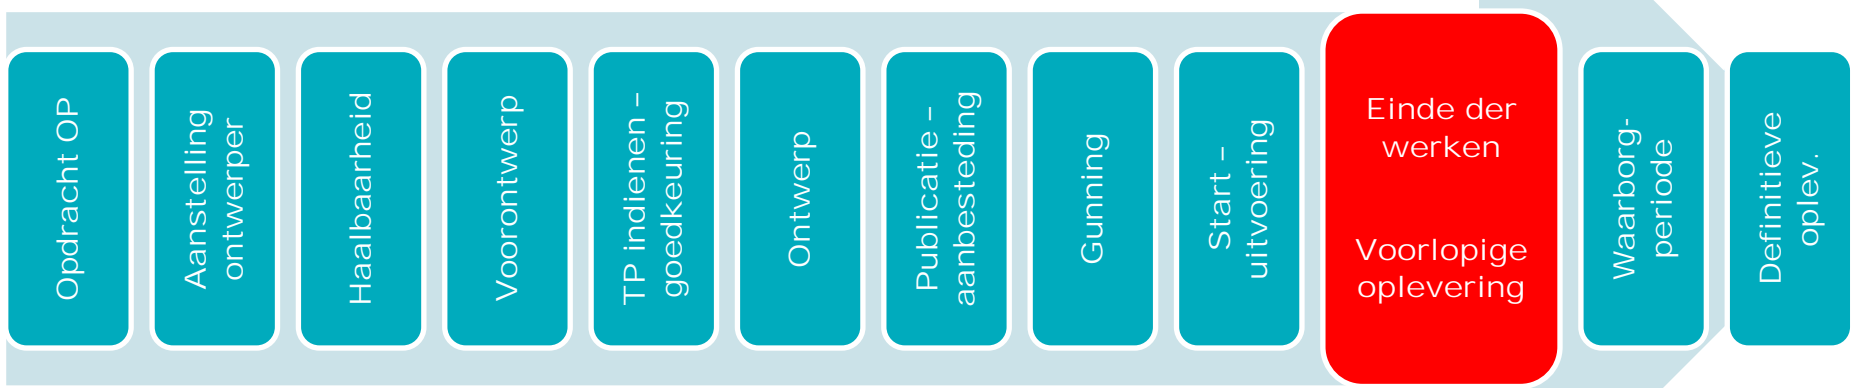 Opdracht OP
Aanstelling
ontwerper
Haalbaarheid
Voorontwerp
TP indienen –
goedkeuring
Ontwerp
Publicatie –
aanbesteding
Gunning
Start –
uitvoering
Einde der
werken
Voorlopige
oplevering
Waarborg-
periode
Definitieve
oplev.